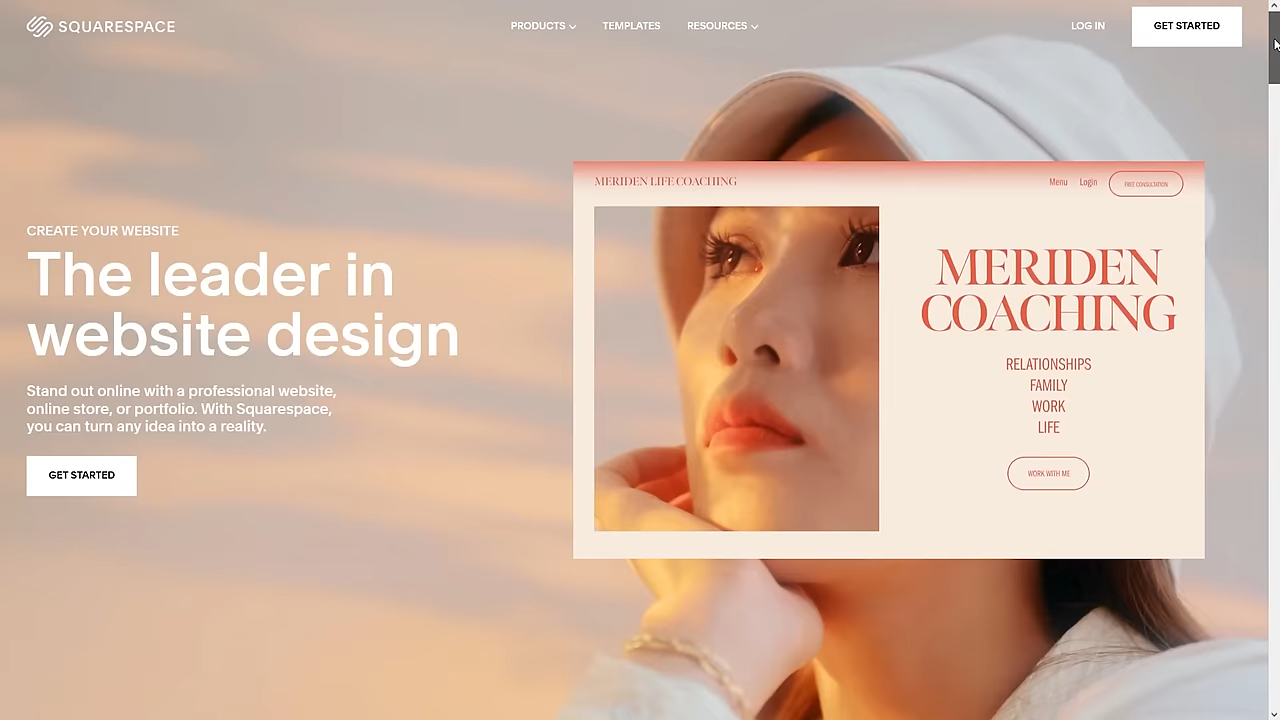 SQUARESPACE
PRODUCTS TEMPLATES RESOURCES
LOG IN
GET STARTED
CREATE YOUR WEBSITE
The leader in
website design
Stand out online with a professional website,
online store, or portfolio. With Squarespace,
you can turn any idea into a reality.
GET STARTED
MERIDEN LIFE COACHING
Menu Login FREE CONSULTATION
MERIDEN
COACHING
RELATIONSHIPS
FAMILY
WORK
LIFE
WORK WITH ME